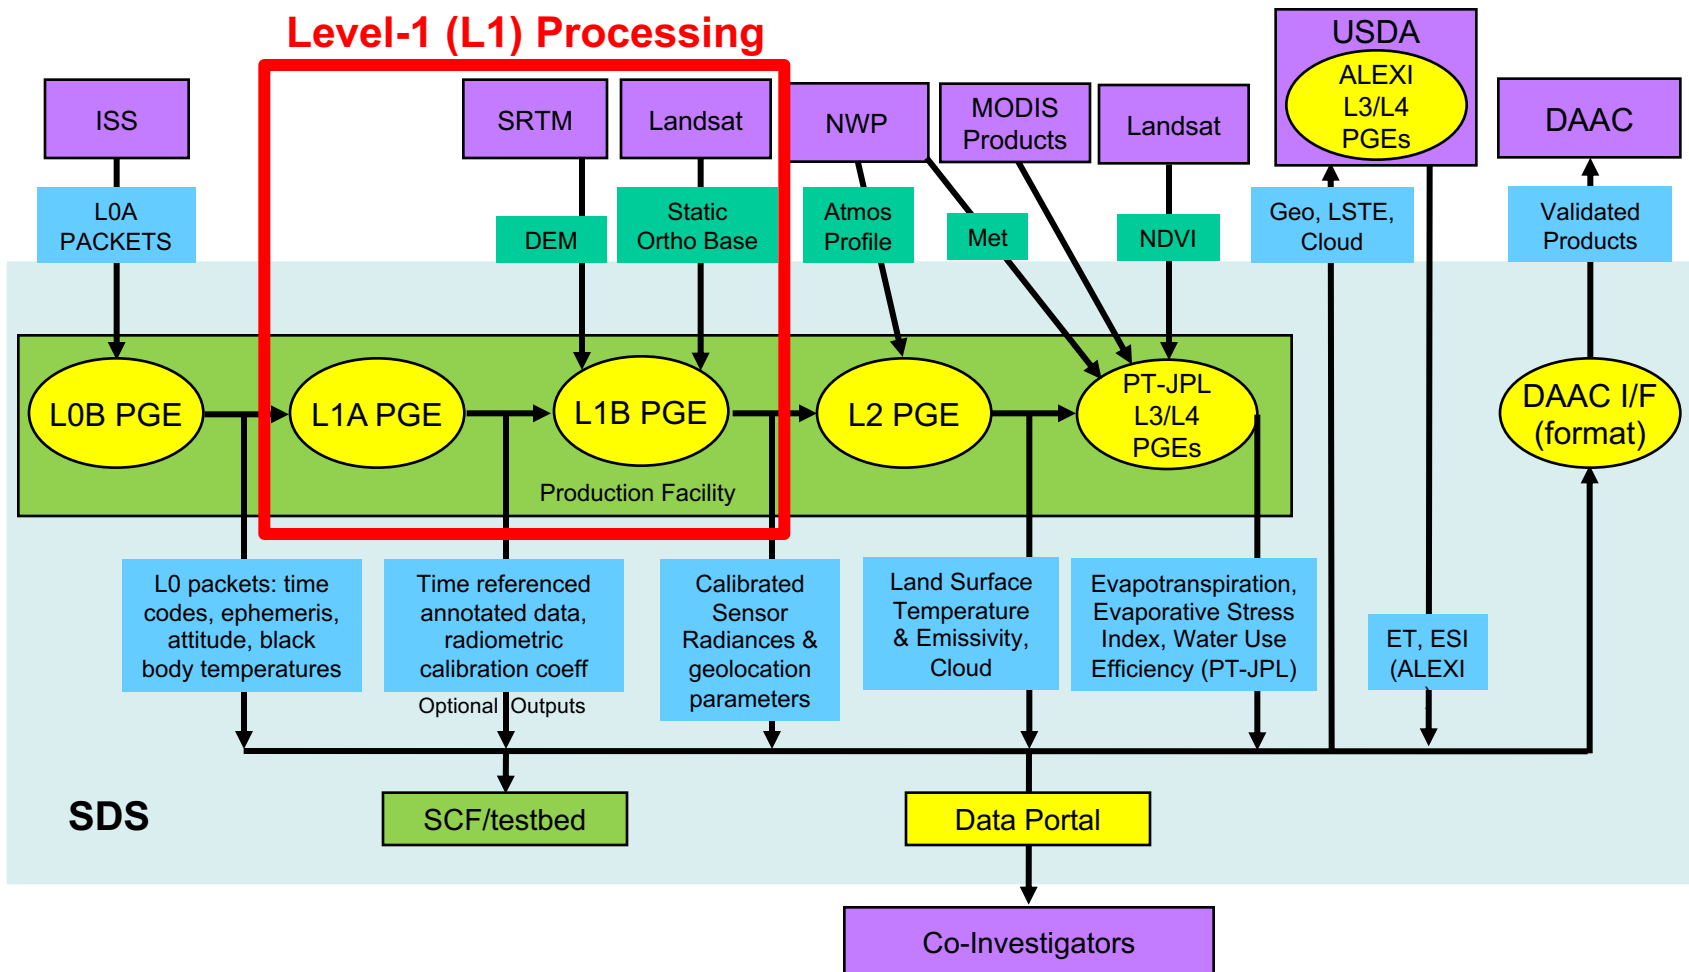 Level-1 (L1) Processing
ISS
SRTM
Landsat
NWP
MODIS
Products
Landsat
USDA
ALEXI
L3/L4
PGEs
DAAC
L0A
PACKETS
DEM
Static
Ortho Base
Atmos
Profile
Met
NDVI
Geo, LSTE,
Cloud
Validated
Products
L0B PGE
L1A PGE
L1B PGE
L2 PGE
PT-JPL
L3/L4
PGEs
DAAC I/F
(format)
Production Facility
L0 packets: time
codes, ephemeris,
attitude, black
body temperatures
Time referenced
annotated data,
radiometric
calibration coeff
Optional Outputs
Calibrated
Sensor
Radiances &
geolocation
parameters
Land Surface
Temperature
& Emissivity,
Cloud
Evapotranspiration,
Evaporative Stress
Index, Water Use
Efficiency (PT-JPL)
ET, ESI
(ALEXI
)
SDS
SCF/testbed
Data Portal
Co-Investigators